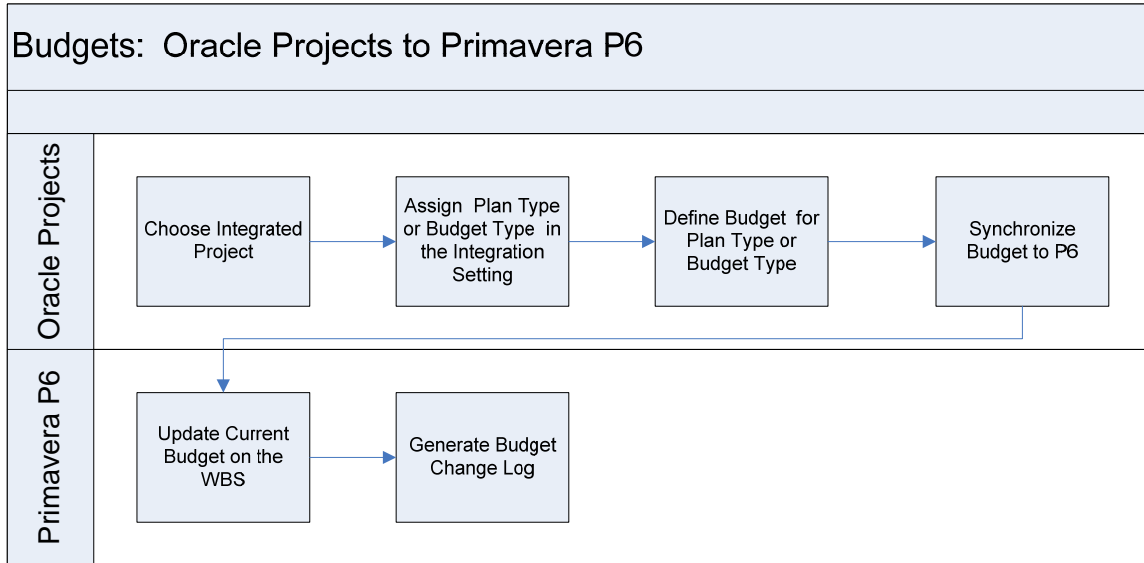 Budgets: Oracle Projects to Primavera P6
Oracle Projects
Choose Integrated
Project
Assign Plan Type
or Budget Type in
the Integration
Setting
Define Budget for
Plan Type or
Budget Type
Synchronize
Budget to P6
Primavera P6
Update Current
Budget on the
WBS
Generate Budget
Change Log